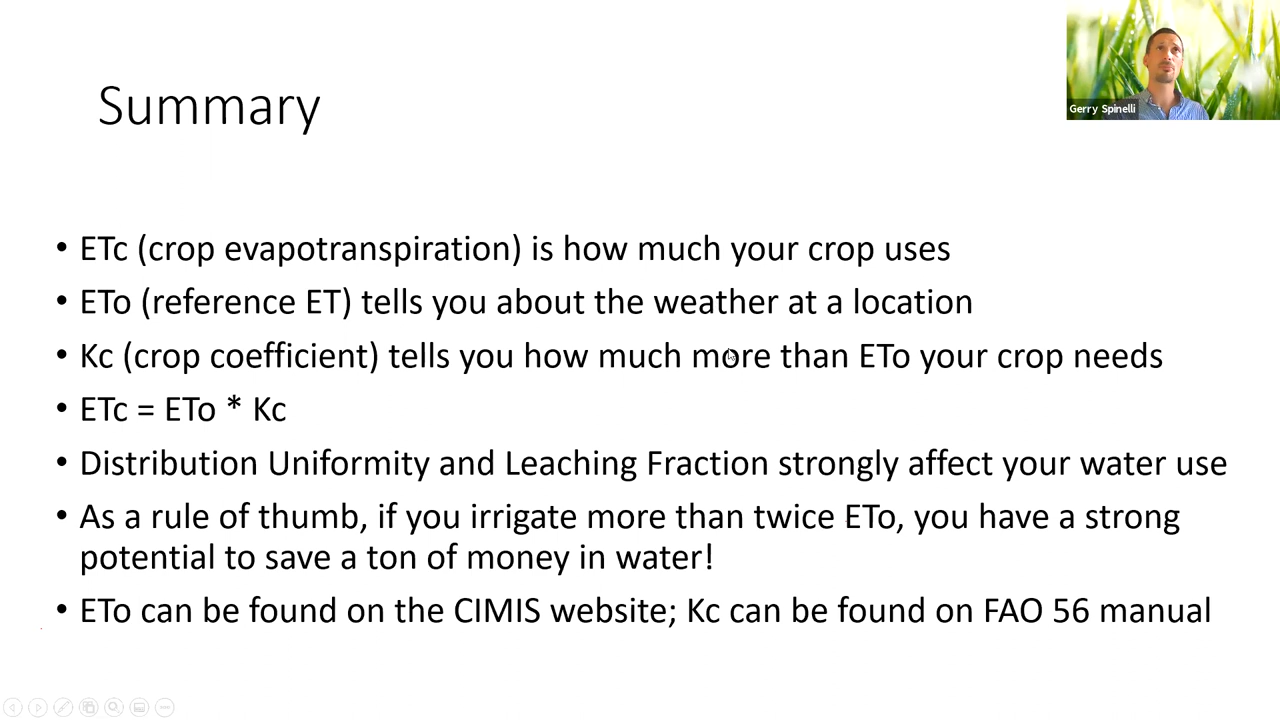 Gerry Spinelli
Summary
• ETc (crop evapotranspiration) is how much your crop uses
• ETo (reference ET) tells you about the weather at a location
• Kc (crop coefficient) tells you how much more than ETo your crop needs
• ETc = ETo * Kc
• Distribution Uniformity and Leaching Fraction strongly affect your water use
• As a rule of thumb, if you irrigate more than twice ETo, you have a strong
potential to save a ton of money in water!
• ETo can be found on the CIMIS website; Kc can be found on FAO 56 manual